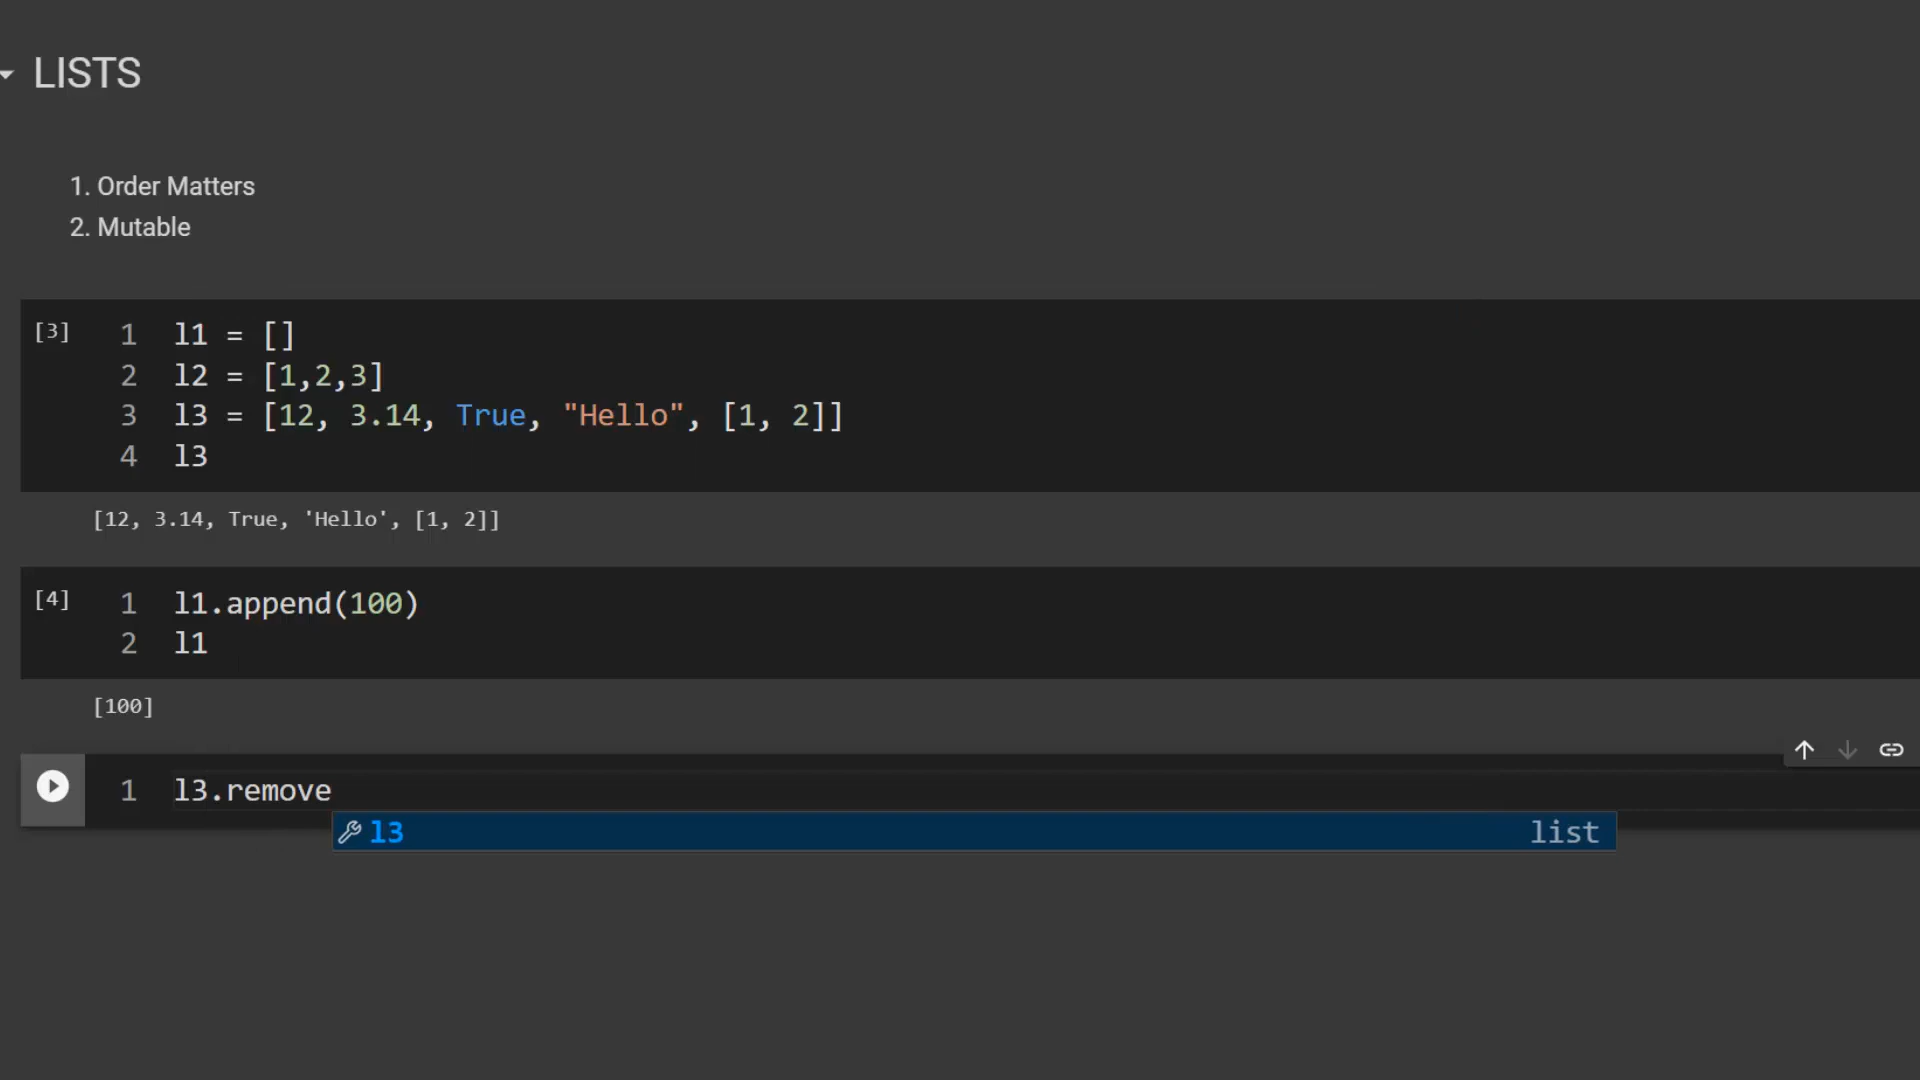 LISTS
1. Order Matters
2. Mutable
[3] 1 l1 = []
2 l2 = [1,2,3]
3 l3 = [12, 3.14, True, "Hello", [1, 2]]
4 l3
[12, 3.14, True, 'Hello', [1, 2]]
[4] 1 l1.append(100)
2 l1
[100]
1 l3.remove
l3 list